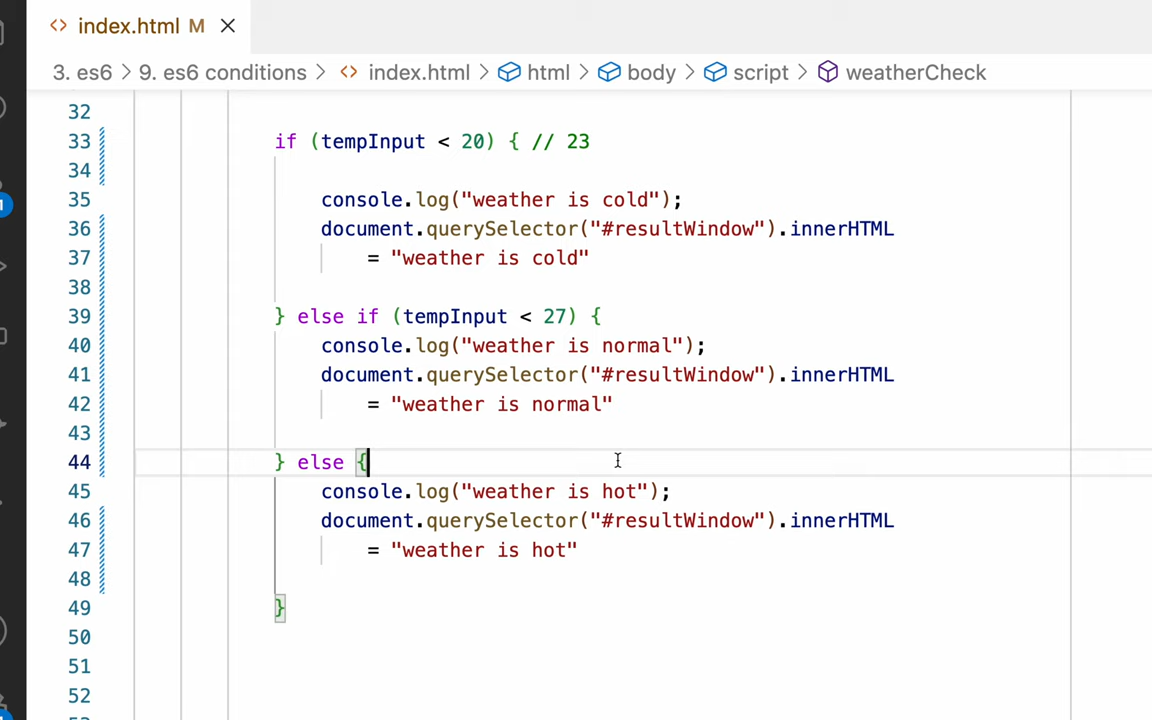 index.html M
3. es6 > 9. es6 conditions > <> index.html > html > body > script > weatherCheck
32
33 if (tempInput < 20) { // 23
34
35 console.log("weather is cold");
36 document.querySelector("#resultWindow").innerHTML
37 = "weather is cold"
38
39 } else if (tempInput < 27) {
40 console.log("weather is normal");
41 document.querySelector("#resultWindow").innerHTML
42 = "weather is normal"
43
44 } else {
45 console.log("weather is hot");
46 document.querySelector("#resultWindow").innerHTML
47 = "weather is hot"
48
49 }
50
51
52